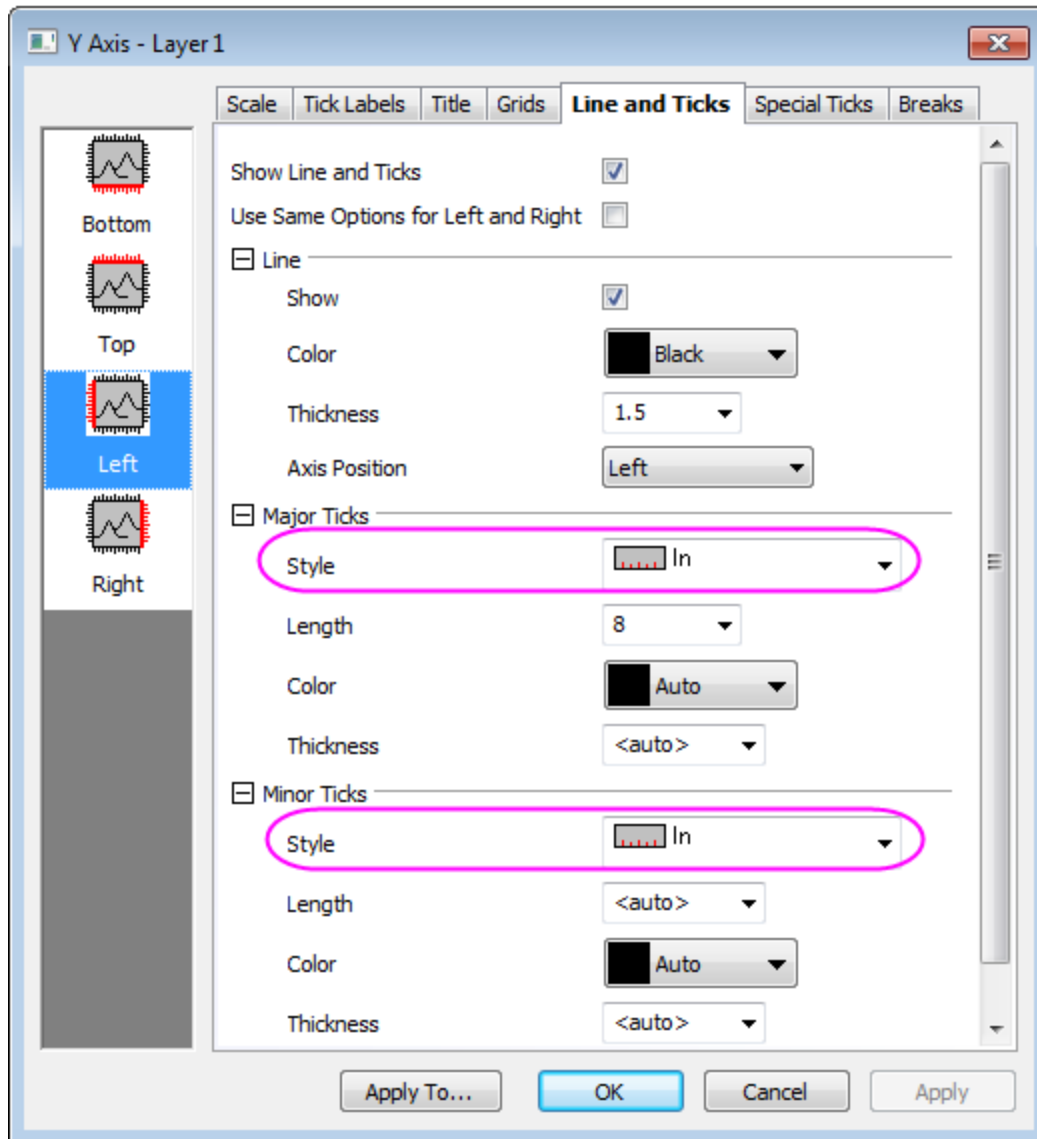 Y Axis - Layer 1
Scale Tick Labels Title Grids Line and Ticks Special Ticks Breaks
Bottom
Top
Left
Right
Show Line and Ticks
Use Same Options for Left and Right
Line
Show
Color Black
Thickness 1.5
Axis Position Left
Major Ticks
Style In
Length 8
Color Auto
Thickness <auto>
Minor Ticks
Style In
Length <auto>
Color Auto
Thickness <auto>
Apply To... OK Cancel Apply